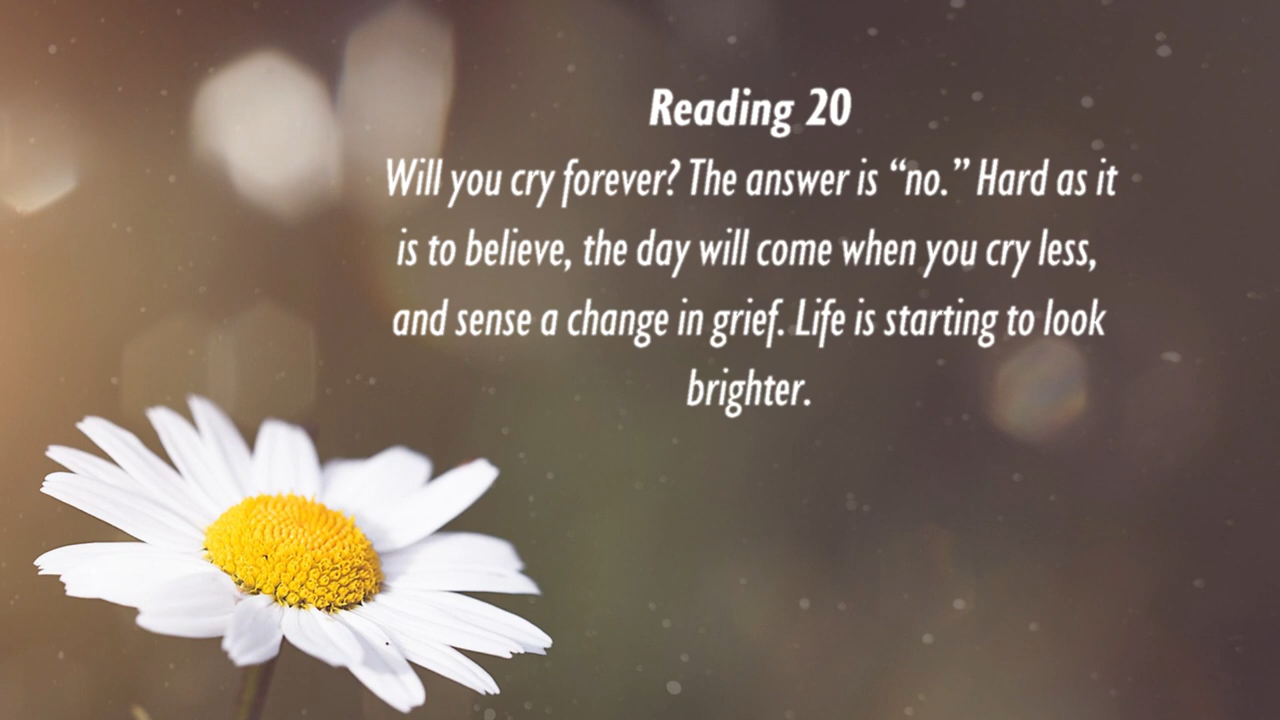 Reading 20
Will you cry forever? The answer is “no.” Hard as it
is to believe, the day will come when you cry less,
and sense a change in grief. Life is starting to look
brighter.